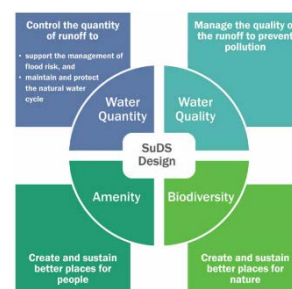 Control the quantity
of runoff to
• support the management of
flood risk, and
• maintain and protect
the natural water
cycle
Manage the quality of
the runoff to prevent
pollution
Water
Quantity
Water
Quality
SuDS
Design
Amenity
Biodiversity
Create and sustain
better places for
people
Create and sustain
better places for
nature